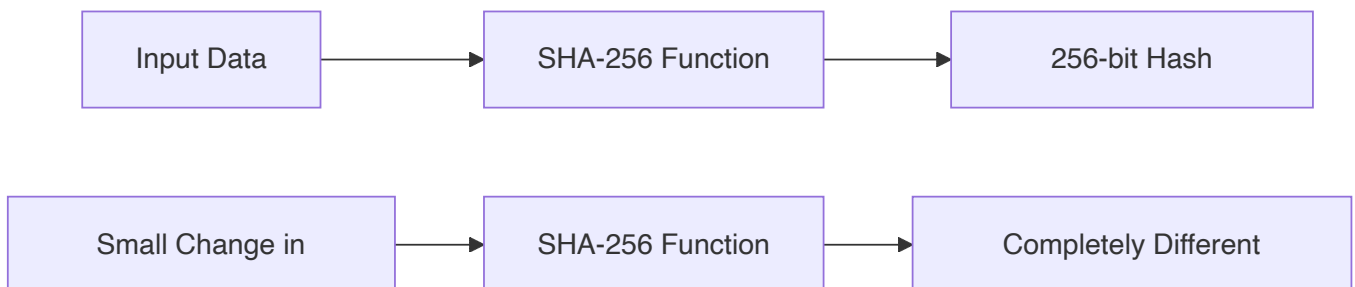 Input Data
SHA-256 Function
256-bit Hash
Small Change in
SHA-256 Function
Completely Different